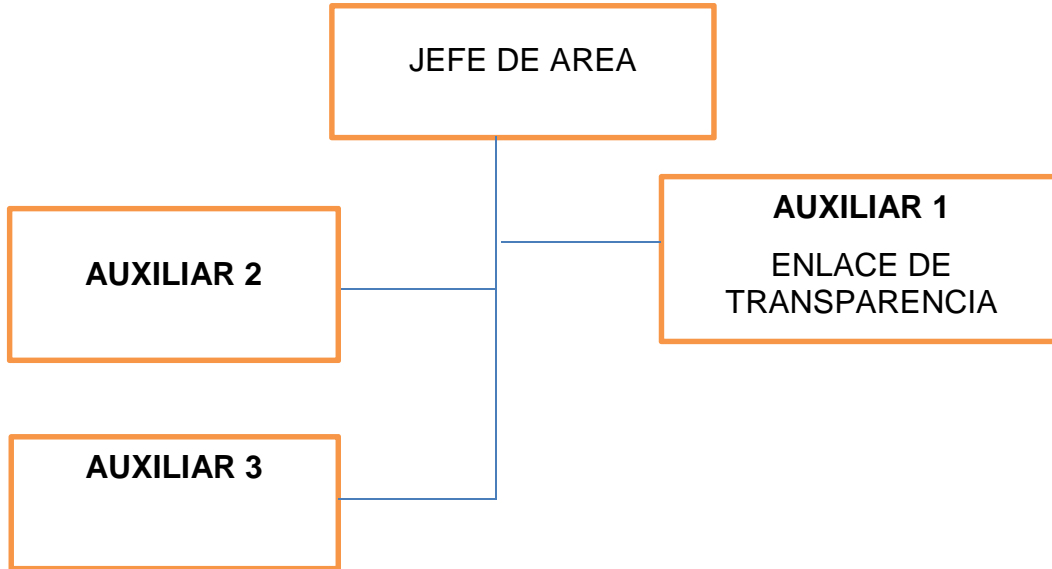 JEFE DE AREA
AUXILIAR 1
ENLACE DE
TRANSPARENCIA
AUXILIAR 2
AUXILIAR 3